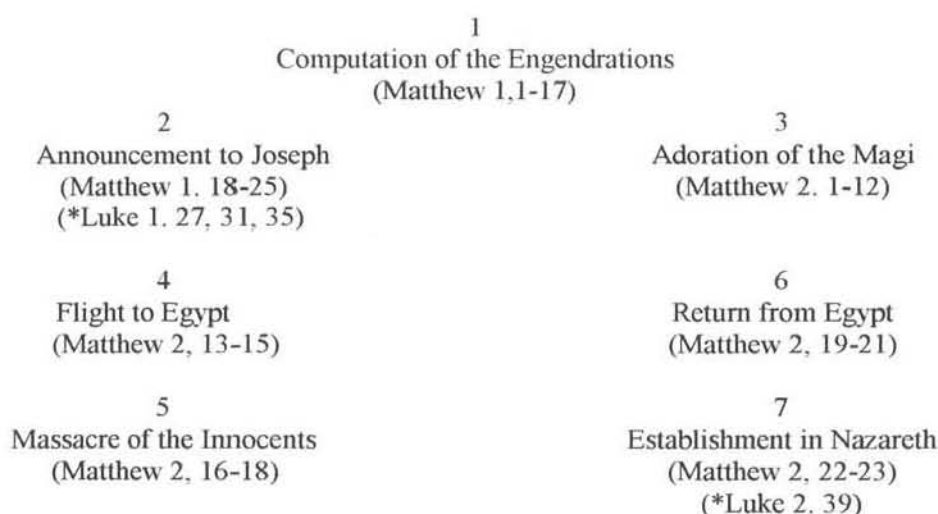 1
Computation of the Engendrations
(Matthew 1,1-17)
2
Announcement to Joseph
(Matthew 1. 18-25)
(*Luke 1. 27, 31, 35)
3
Adoration of the Magi
(Matthew 2. 1-12)
4
Flight to Egypt
(Matthew 2, 13-15)
6
Return from Egypt
(Matthew 2, 19-21)
5
Massacre of the Innocents
(Matthew 2, 16-18)
7
Establishment in Nazareth
(Matthew 2, 22-23)
(*Luke 2. 39)